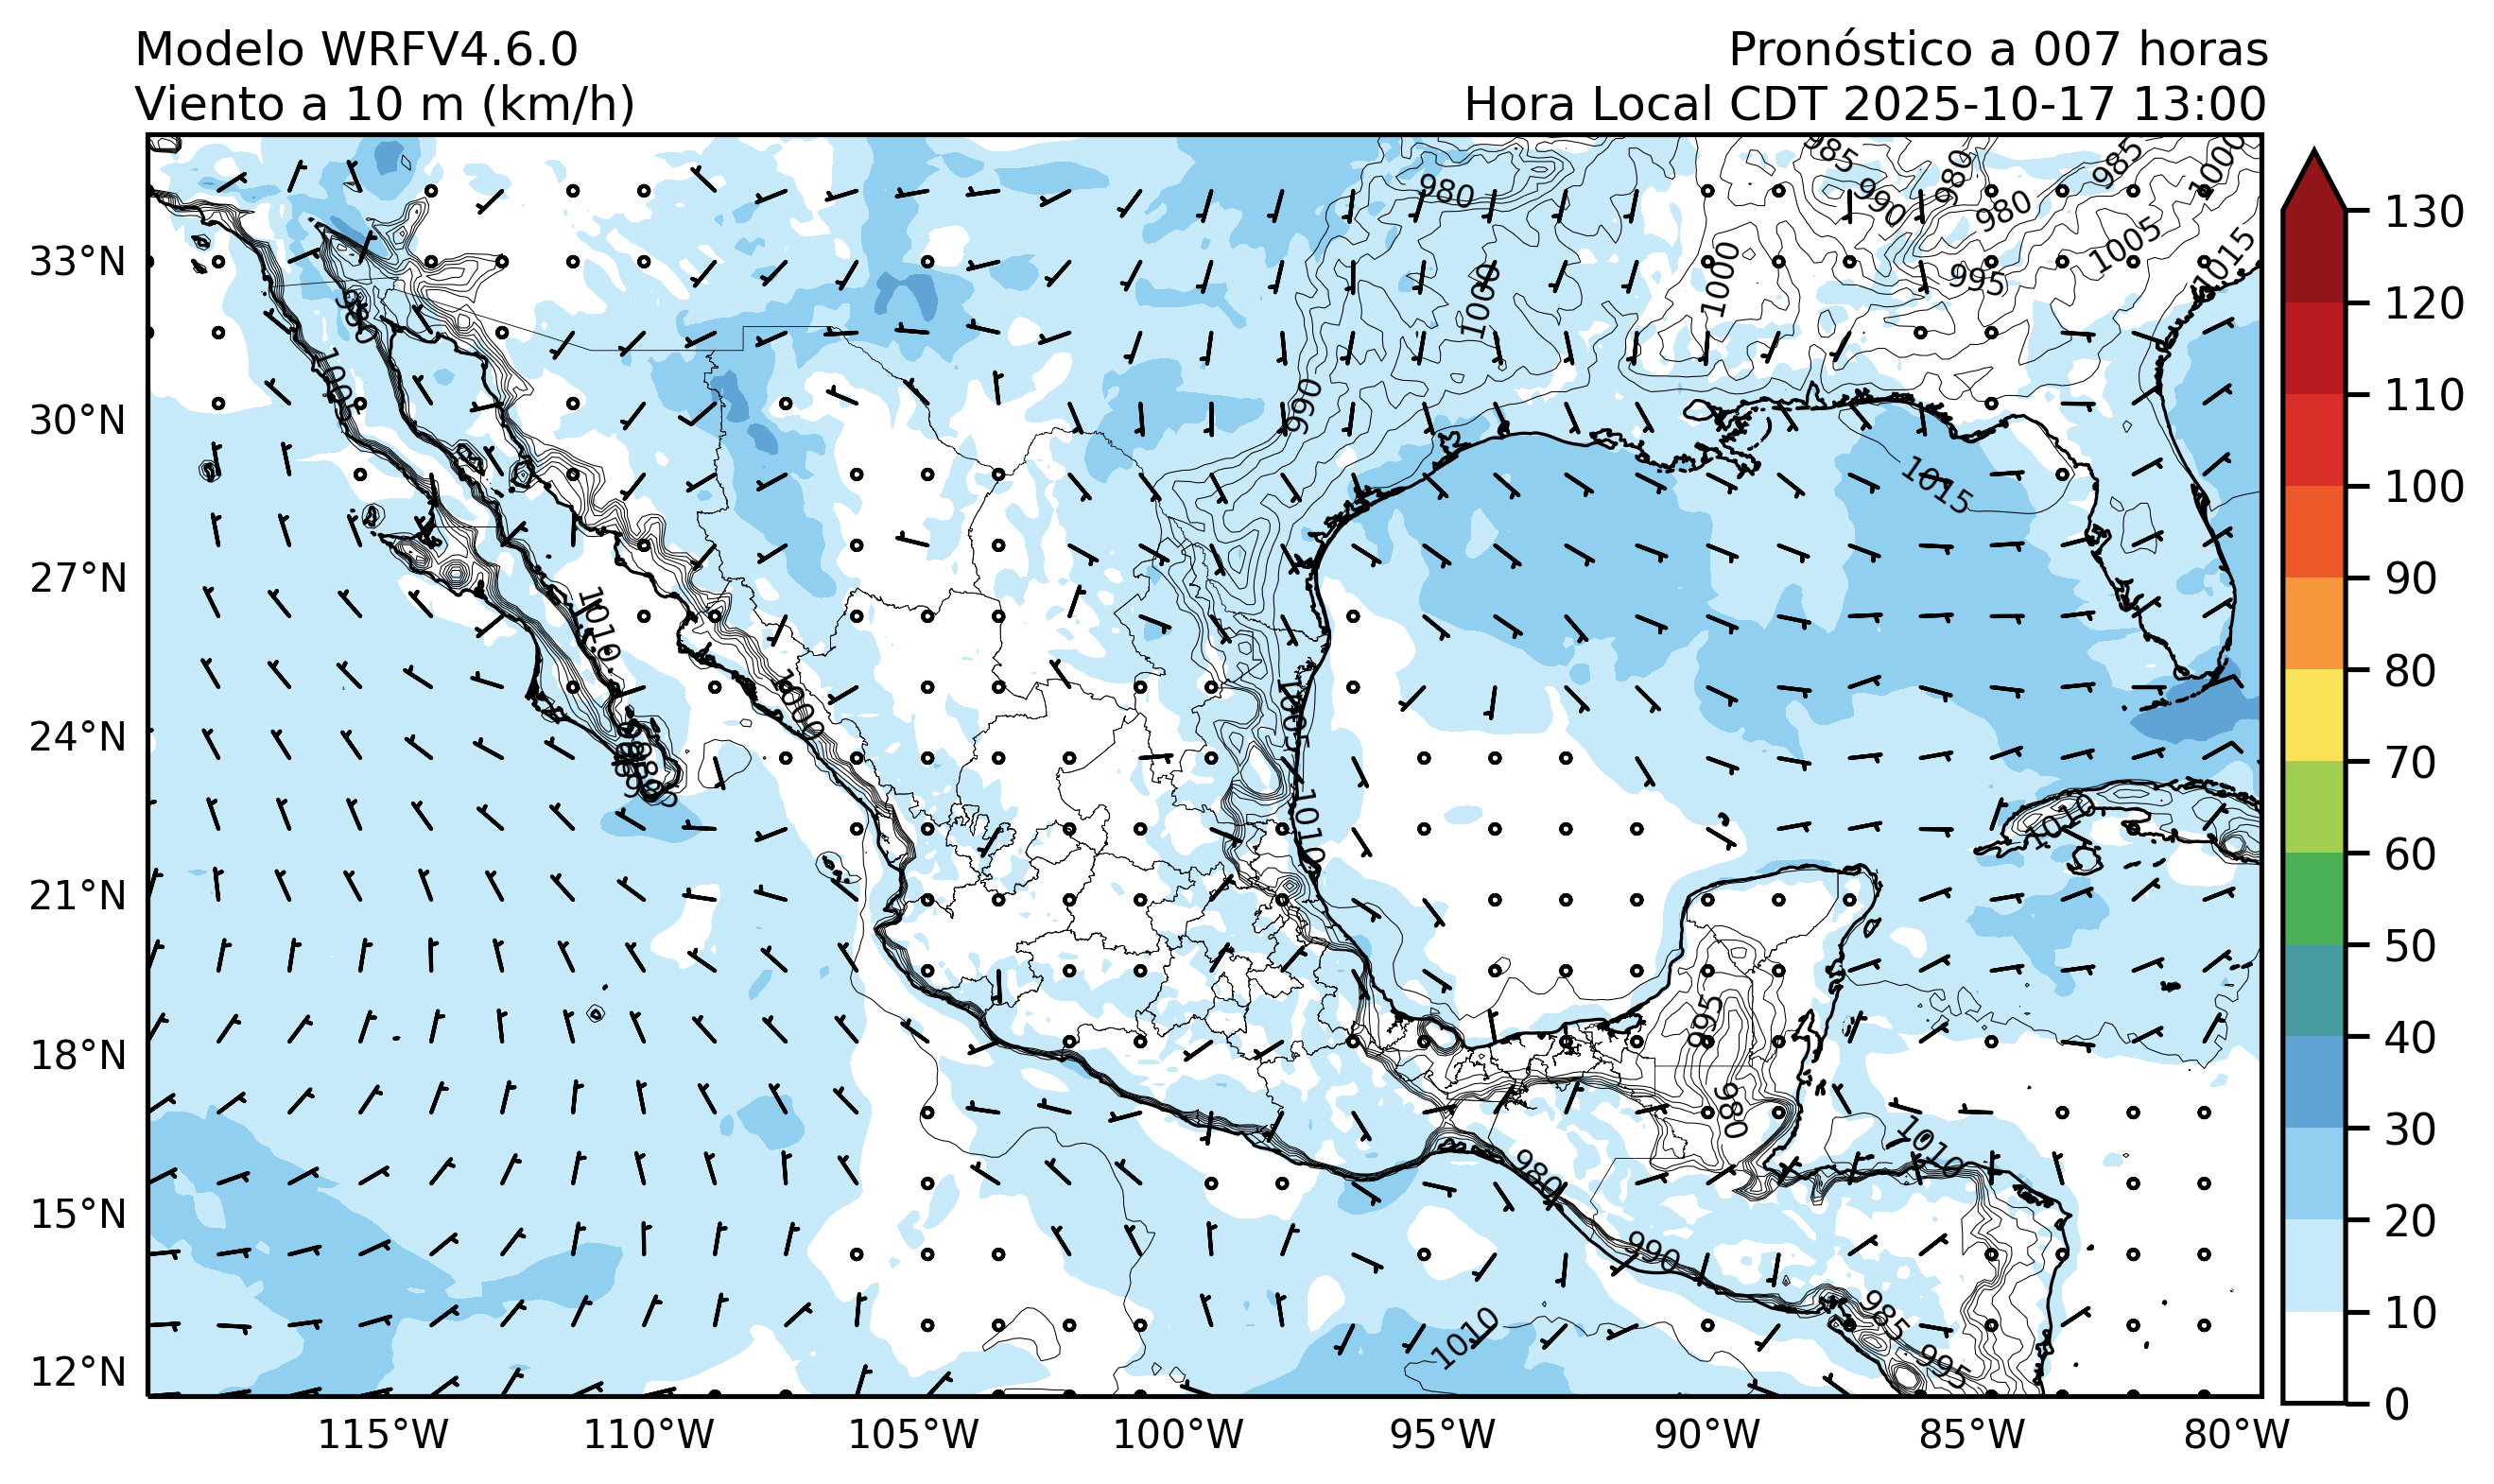 Modelo WRFV4.6.0
Viento a 10 m (km/h)
Pronóstico a 007 horas
Hora Local CDT 2025-10-17 13:00
33°N
30°N
27°N
24°N
21°N
18°N
15°N
12°N
115°W
110°W
105°W
100°W
95°W
90°W
85°W
80°W
130
120
110
100
90
80
70
60
50
40
30
20
10
0
980
985
990
980
985
1000
980
1005
1015
995
1000
1000
990
1015
1005
1010
1000
1005
1010
1010
995
980
1010
980
990
985
995
1010